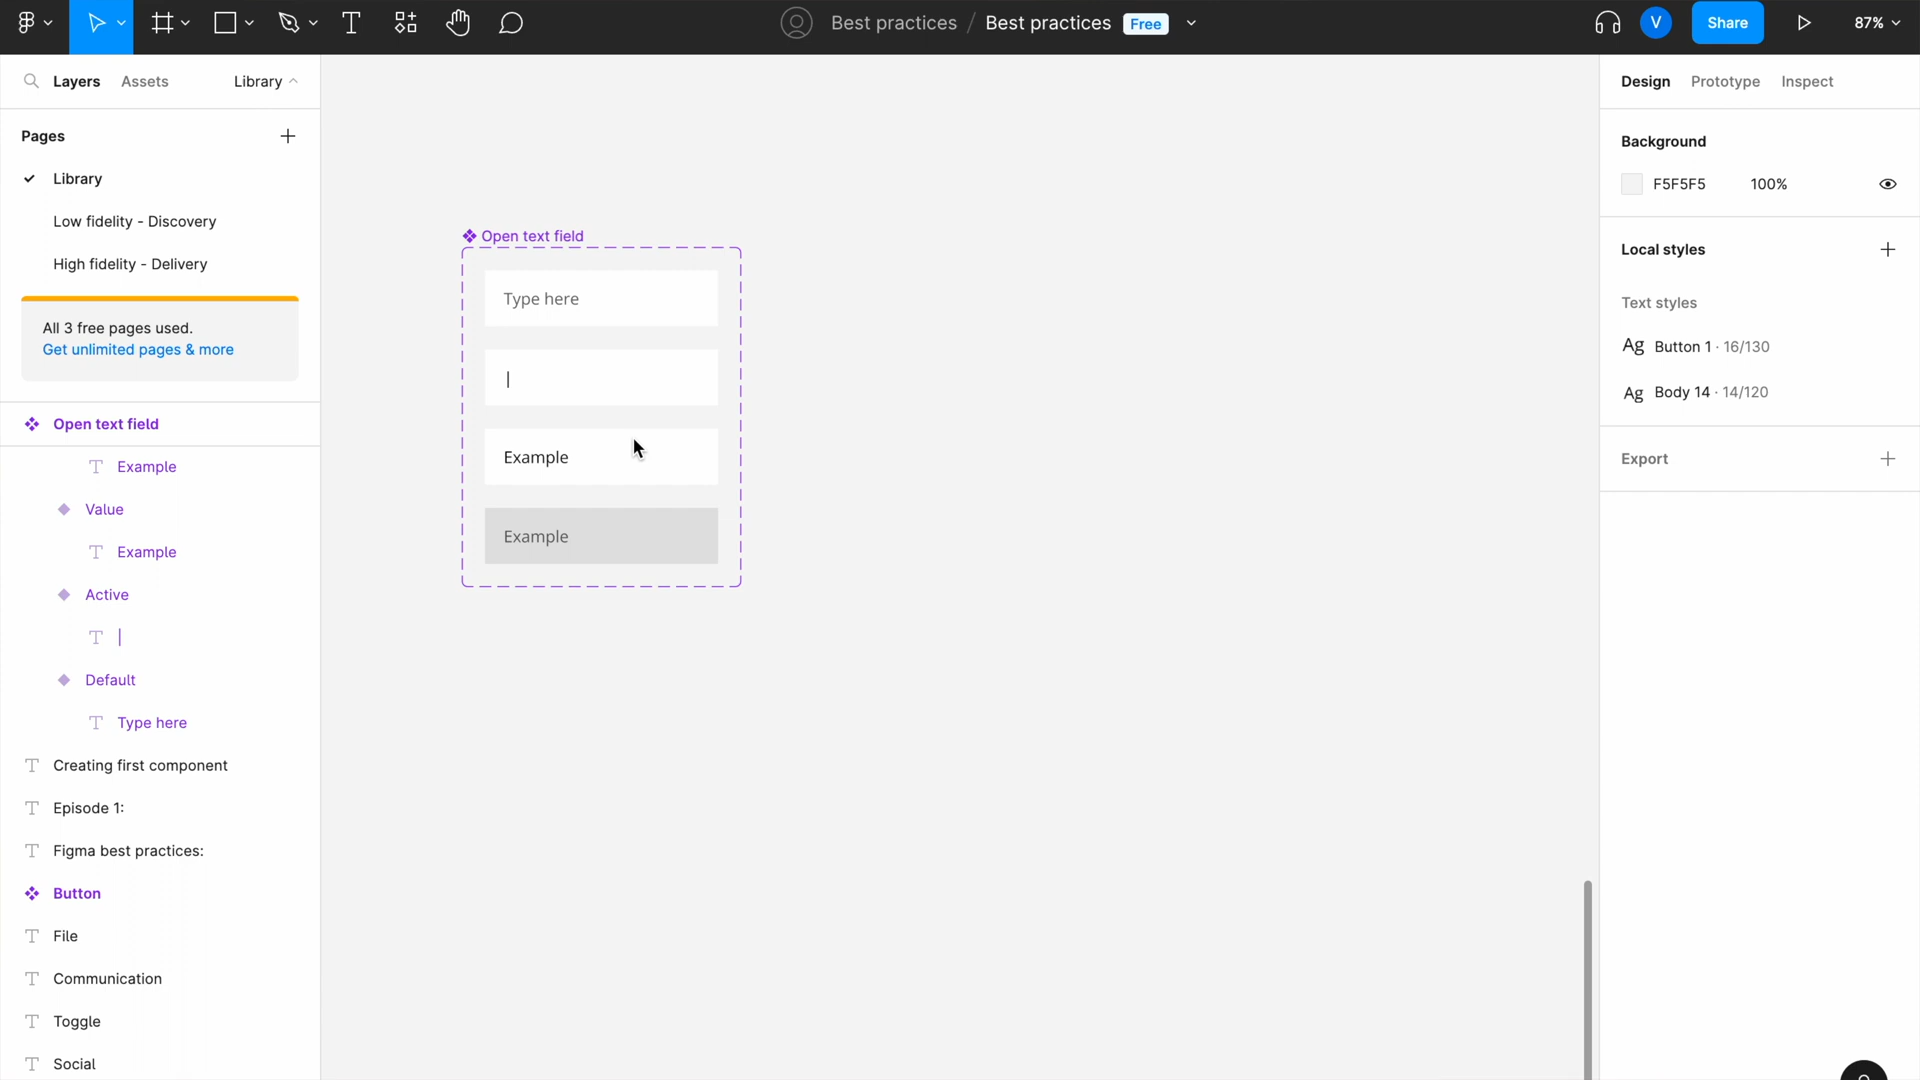 Best practices / Best practices Free
V
Share
87%
Layers Assets Library
Pages
Library
Low fidelity - Discovery
High fidelity - Delivery
All 3 free pages used.
Get unlimited pages & more
Open text field
Example
Value
Example
Active
|
Default
Type here
Creating first component
Episode 1:
Figma best practices:
Button
File
Communication
Toggle
Social
Open text field
Type here
|
Example
Example
Design Prototype Inspect
Background
F5F5F5 100%
Local styles
Text styles
Ag Button 1 · 16/130
Ag Body 14 · 14/120
Export